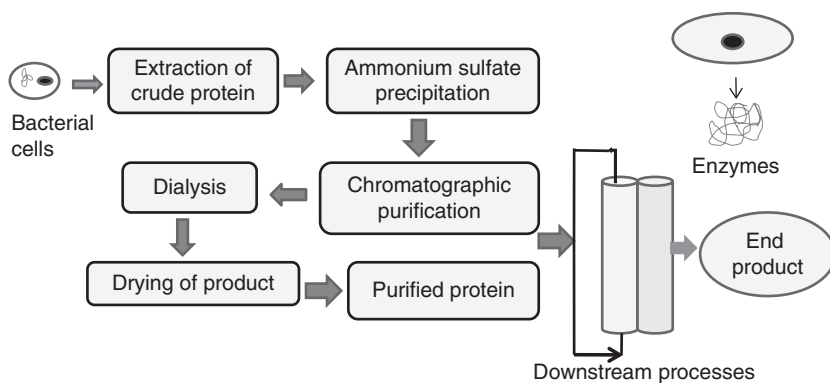 Bacterial
cells
Extraction of
crude protein
Ammonium sulfate
precipitation
Enzymes
Dialysis
Chromatographic
purification
Drying of product
Purified protein
End
product
Downstream processes